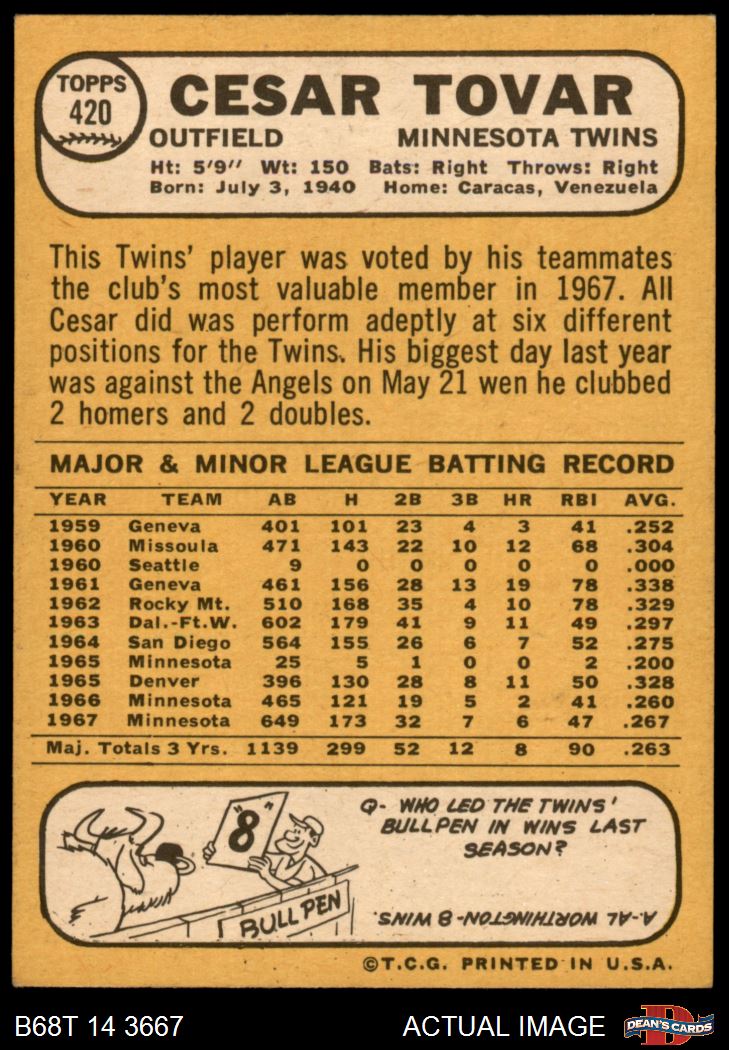 TOPPS
420
CESAR TOVAR
OUTFIELD MINNESOTA TWINS
Ht: 5'9" Wt: 150 Bats: Right Throws: Right
Born: July 3, 1940 Home: Caracas, Venezuela
This Twins' player was voted by his teammates
the club's most valuable member in 1967. All
Cesar did was perform adeptly at six different
positions for the Twins. His biggest day last year
was against the Angels on May 21 wen he clubbed
2 homers and 2 doubles.
MAJOR & MINOR LEAGUE BATTING RECORD
YEAR TEAM AB H 2B 3B HR RBI AVG.
1959 Geneva 401 101 23 4 3 41 .252
1960 Missoula 471 143 22 10 12 68 .304
1960 Seattle 9 0 0 0 0 0 .000
1961 Geneva 461 156 28 13 19 78 .338
1962 Rocky Mt. 510 168 35 4 10 78 .329
1963 Dal.-Ft.W. 602 179 41 9 11 49 .297
1964 San Diego 564 155 26 6 7 52 .275
1965 Minnesota 25 5 1 0 0 2 .200
1965 Denver 396 130 28 8 11 50 .328
1966 Minnesota 465 121 19 5 2 41 .260
1967 Minnesota 649 173 32 7 6 47 .267
Maj. Totals 3 Yrs. 1139 299 52 12 8 90 .263
"8"
BULL PEN
Q- WHO LED THE TWINS'
BULLPEN IN WINS LAST
SEASON?
A-AL WORTHINGTON-8 WINS.
©T.C.G. PRINTED IN U.S.A.
B68T 14 3667 ACTUAL IMAGE
D
DEAN'S CARDS